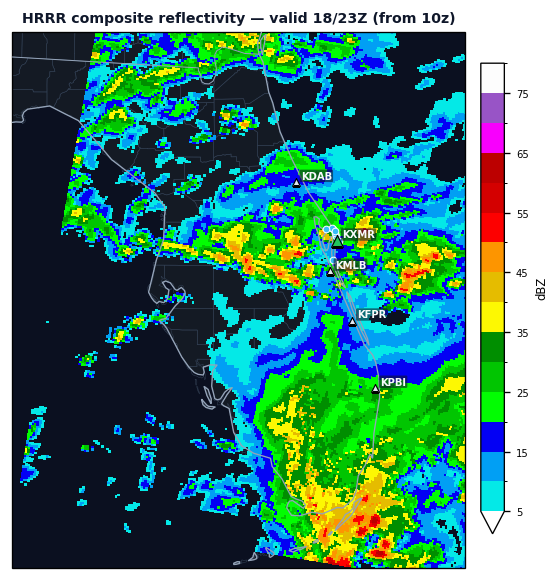 HRRR composite reflectivity — valid 18/23Z (from 10z)
KDAB
KXMR
KMLB
KFPR
KPBI
75
65
55
45
35
25
15
5
dBZ